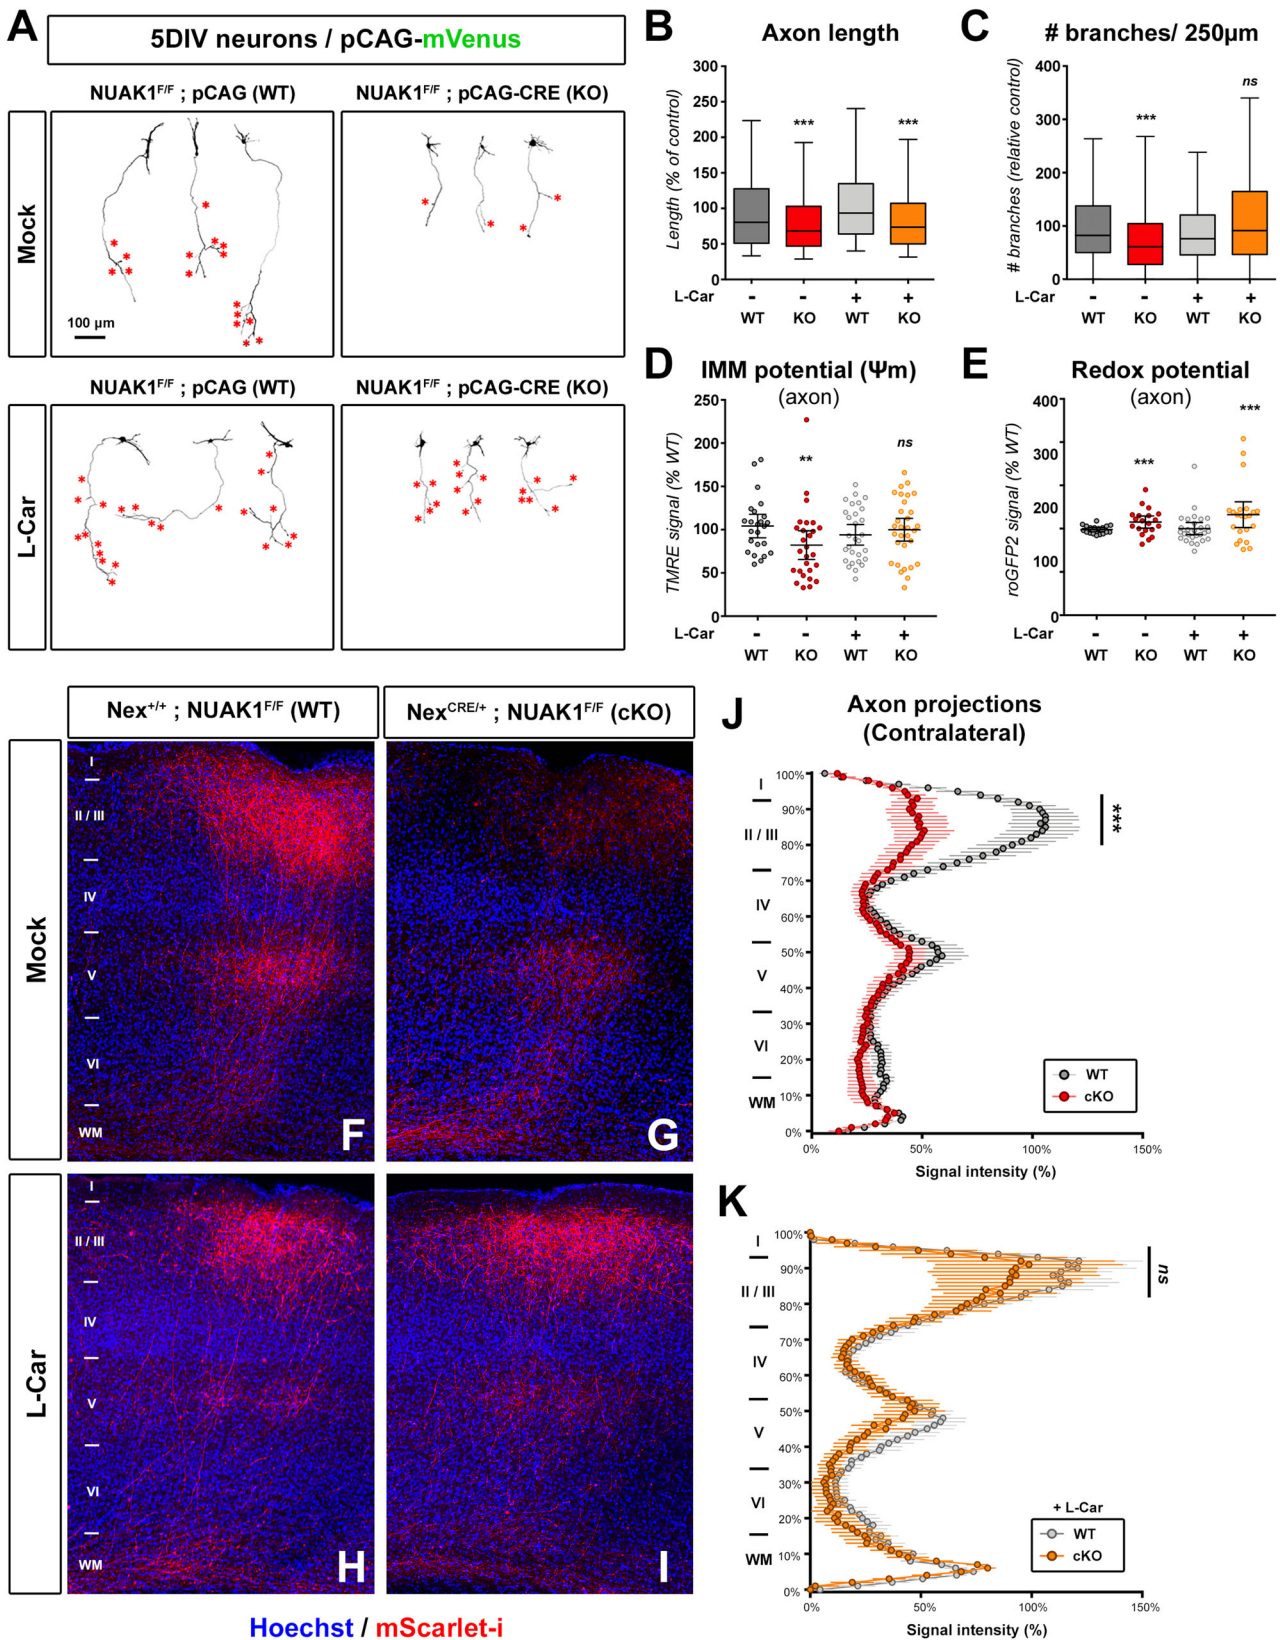 A
5DIV neurons / pCAG-mVenus
NUAK1F/F ; pCAG (WT)
NUAK1F/F ; pCAG-CRE (KO)
Mock
100 µm
NUAK1F/F ; pCAG (WT)
NUAK1F/F ; pCAG-CRE (KO)
L-Car
B
Axon length
Length (% of control)
300
250
200
150
100
50
0
***
***
L-Car
-
-
+
+
WT
KO
WT
KO
C
# branches/ 250µm
# branches (relative control)
400
300
200
100
0
***
ns
L-Car
-
-
+
+
WT
KO
WT
KO
D
IMM potential (Ψm)
(axon)
TMRE signal (% WT)
250
200
150
100
50
0
**
ns
L-Car
-
-
+
+
WT
KO
WT
KO
E
Redox potential
(axon)
roGFP2 signal (% WT)
400
300
200
100
0
***
***
L-Car
-
-
+
+
WT
KO
WT
KO
Nex+/+ ; NUAK1F/F (WT)
NexCRE/+ ; NUAK1F/F (cKO)
Mock
I
II / III
IV
V
VI
WM
F
G
L-Car
I
II / III
IV
V
VI
WM
H
I
Hoechst / mScarlet-i
J
Axon projections
(Contralateral)
I
II / III
IV
V
VI
WM
100%
90%
80%
70%
60%
50%
40%
30%
20%
10%
0%
***
WT
cKO
0%
50%
100%
150%
Signal intensity (%)
K
I
II / III
IV
V
VI
WM
100%
90%
80%
70%
60%
50%
40%
30%
20%
10%
0%
ns
+ L-Car
WT
cKO
0%
50%
100%
150%
Signal intensity (%)